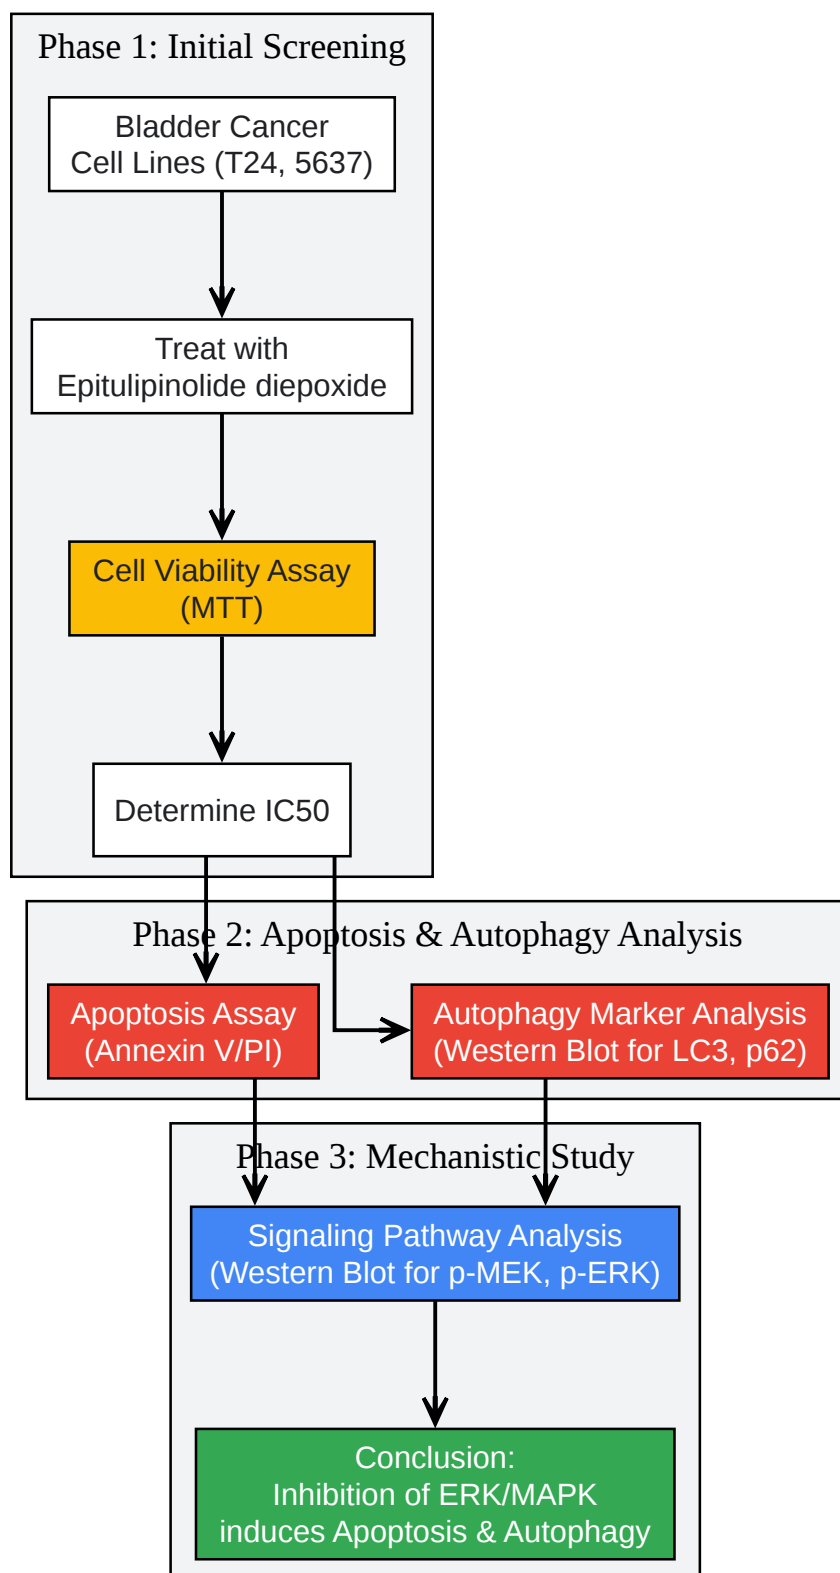 Phase 1: Initial Screening
Bladder Cancer
Cell Lines (T24, 5637)
Treat with
Epitulipinolide diepoxide
Cell Viability Assay
(MTT)
Determine IC50
Phase 2: Apoptosis & Autophagy Analysis
Apoptosis Assay
(Annexin V/PI)
Autophagy Marker Analysis
(Western Blot for LC3, p62)
Phase 3: Mechanistic Study
Signaling Pathway Analysis
(Western Blot for p-MEK, p-ERK)
Conclusion:
Inhibition of ERK/MAPK
induces Apoptosis & Autophagy